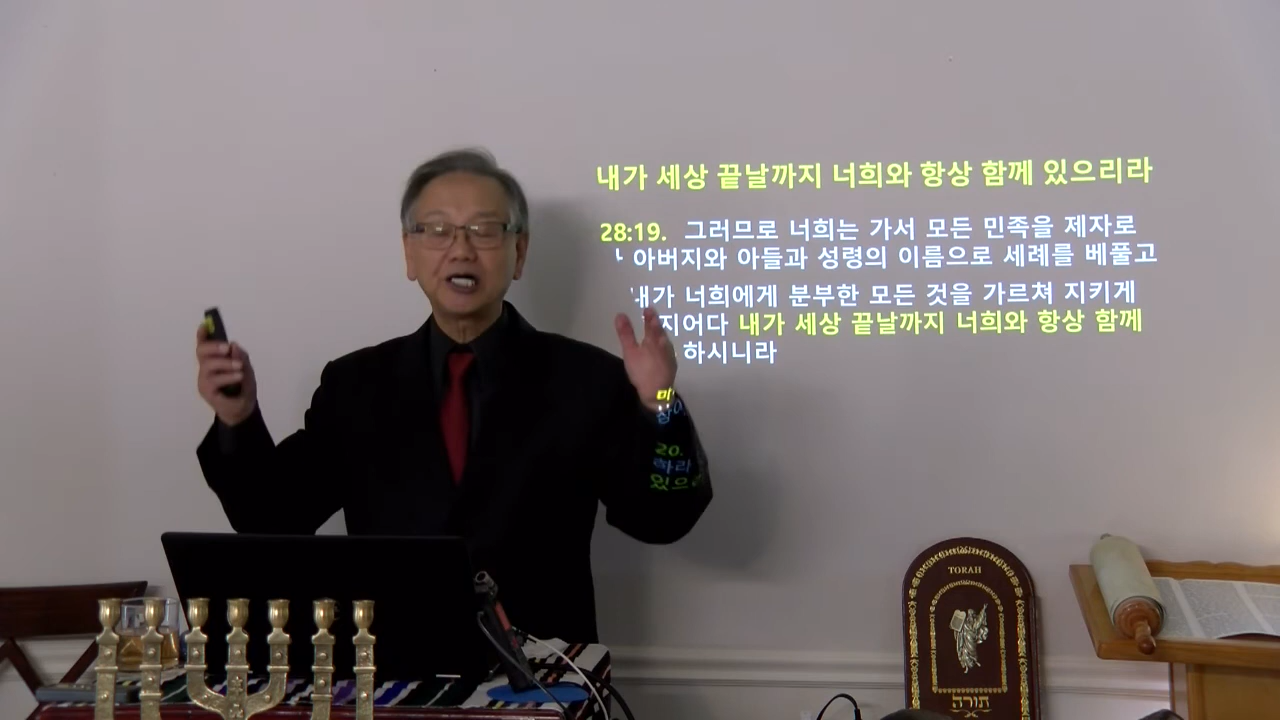 내가 세상 끝날까지 너희와 항상 함께 있으리라
28:19. 그러므로 너희는 가서 모든 민족을 제자로
아버지와 아들과 성령의 이름으로 세례를 베풀고
내가 너희에게 분부한 모든 것을 가르쳐 지키게
내가 세상 끝날까지 너희와 항상 함께
하시니라
20.
하라
TORAH
תורה